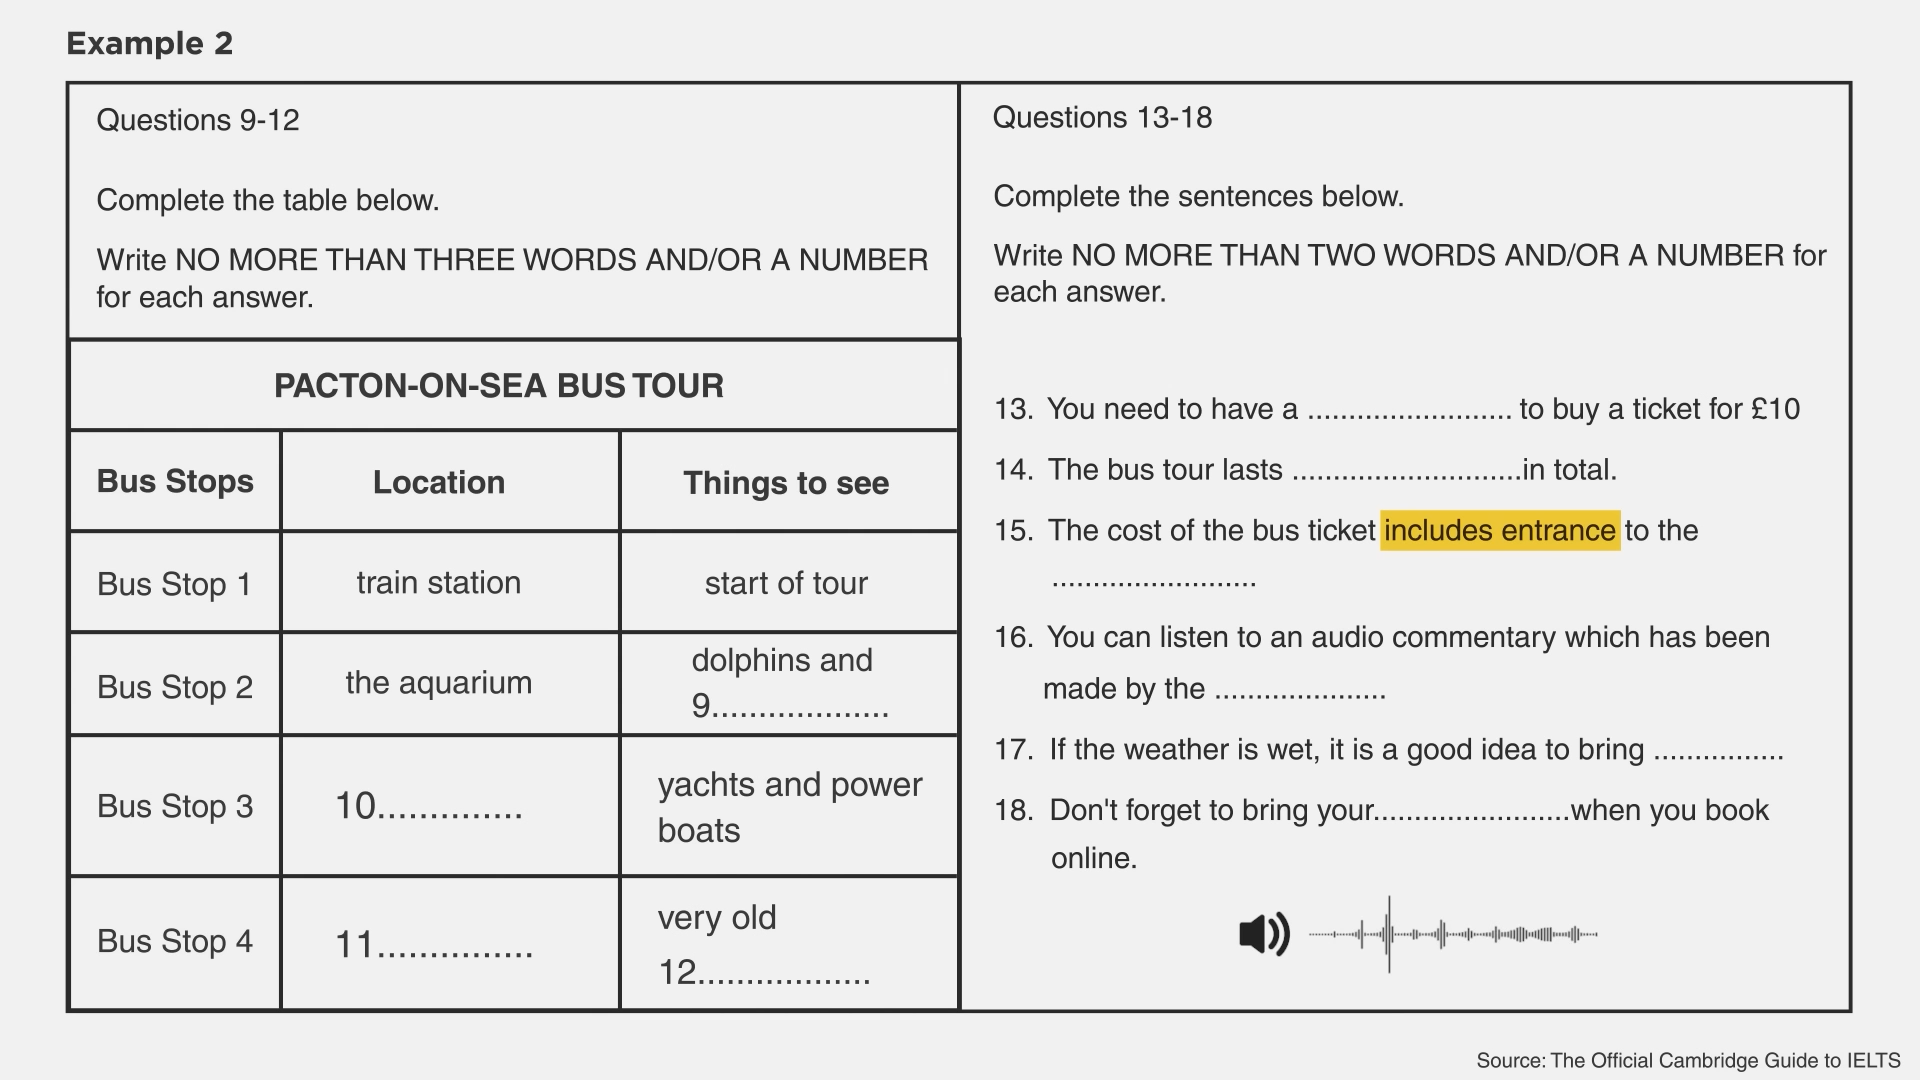 Example 2
Questions 9-12
Complete the table below.
Write NO MORE THAN THREE WORDS AND/OR A NUMBER
for each answer.
PACTON-ON-SEA BUS TOUR
Bus Stops
Location
Things to see
Bus Stop 1
train station
start of tour
Bus Stop 2
the aquarium
dolphins and
9...................
Bus Stop 3
10..............
yachts and power
boats
Bus Stop 4
11...............
very old
12..................
Questions 13-18
Complete the sentences below.
Write NO MORE THAN TWO WORDS AND/OR A NUMBER for
each answer.
13. You need to have a ......................... to buy a ticket for £10
14. The bus tour lasts ............................in total.
15. The cost of the bus ticket includes entrance to the
.........................
16. You can listen to an audio commentary which has been
made by the .....................
17. If the weather is wet, it is a good idea to bring ................
18. Don't forget to bring your........................when you book
online.
Source: The Official Cambridge Guide to IELTS